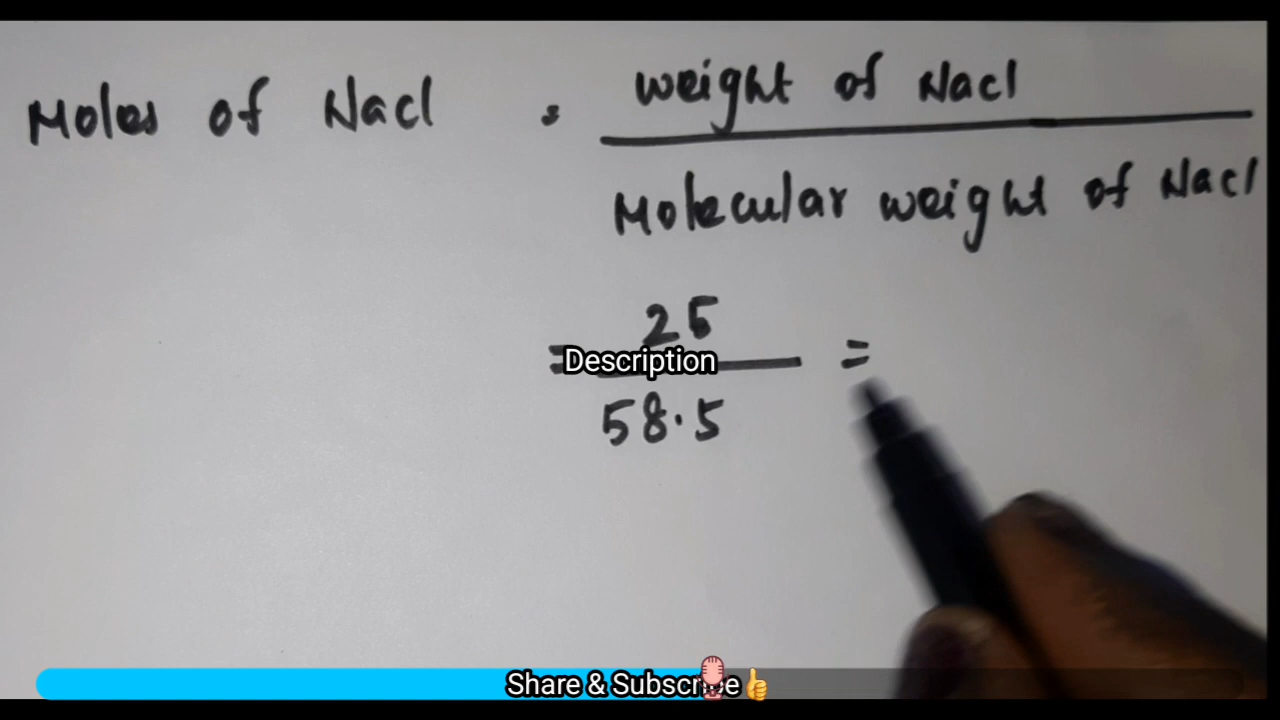 Moles of Nacl = weight of Nacl
Molecular weight of Nacl
= 25 =
Description
58.5
Share & Subscribe